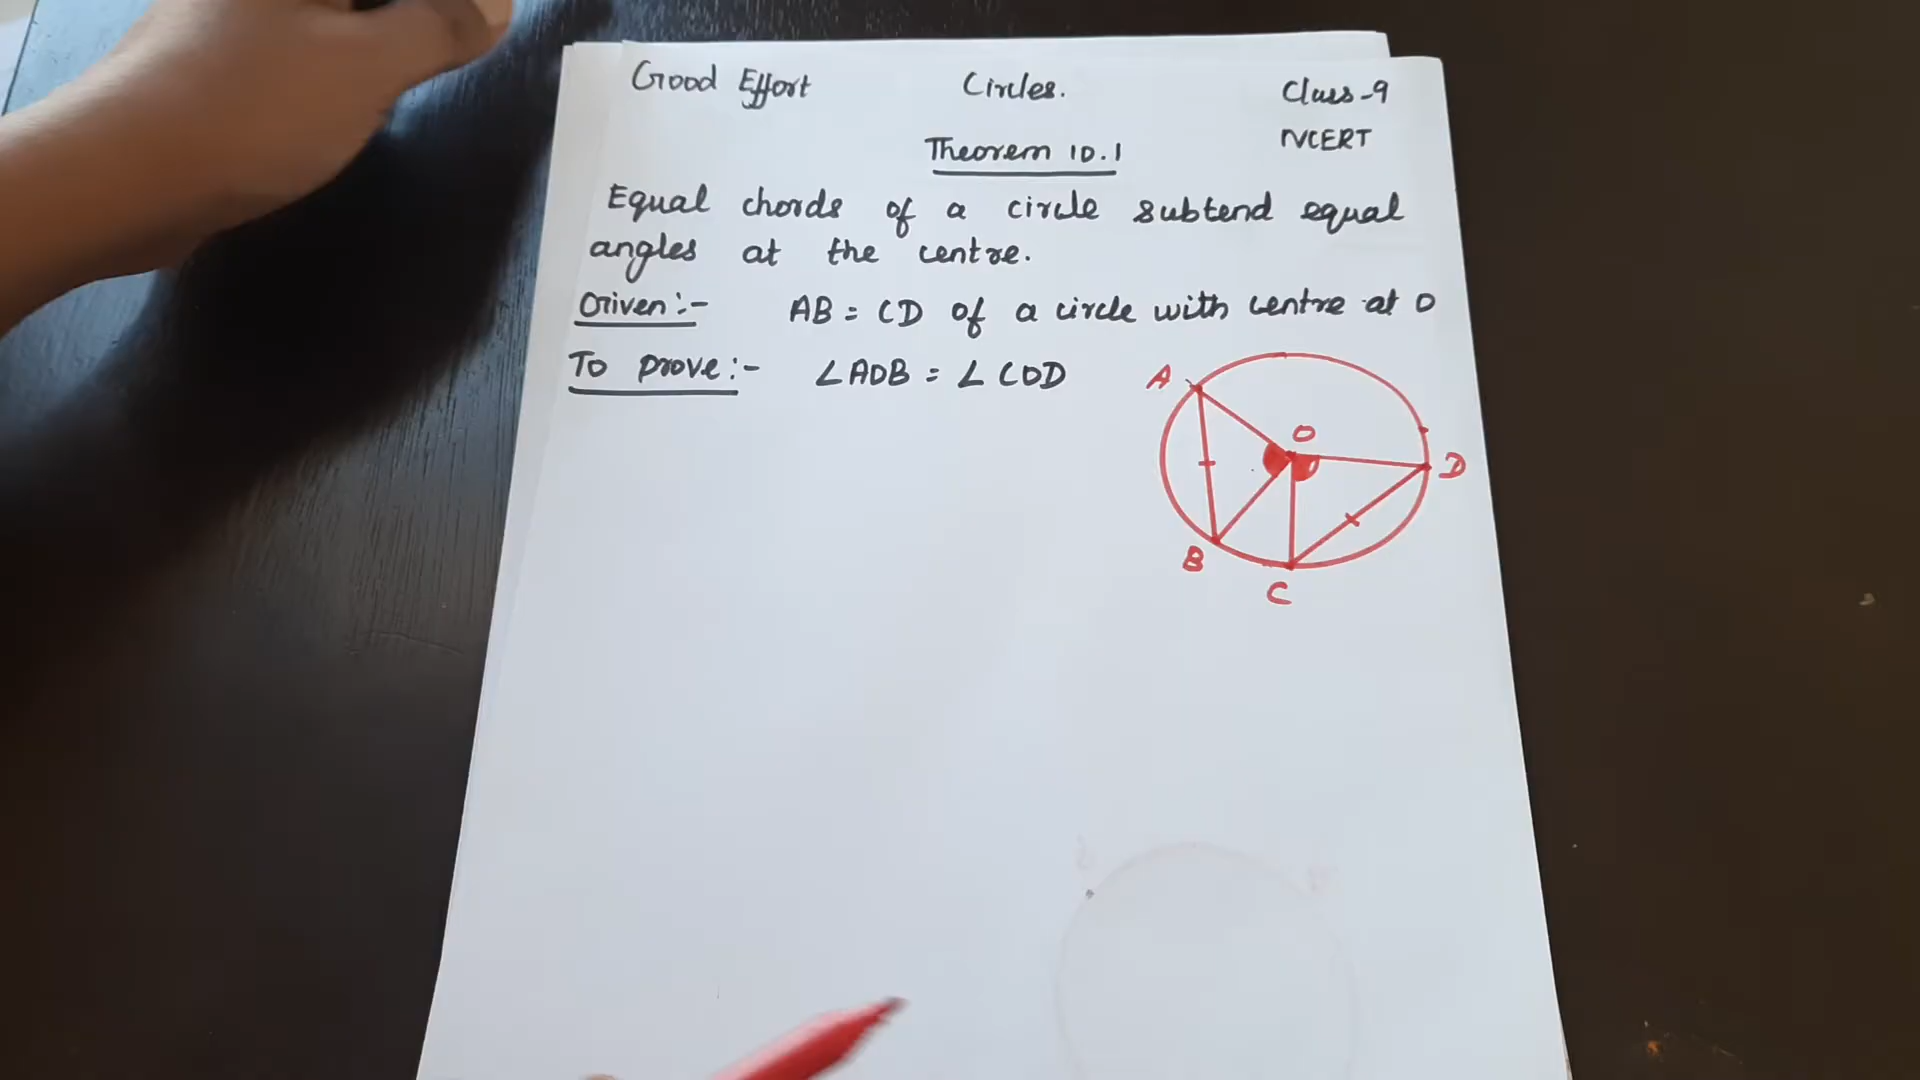 Good Effort Circles. Class-9
NCERT
Theorem 10.1
Equal chords of a circle subtend equal
angles at the centre.
Given:- AB = CD of a circle with centre at O
To prove:- ∠AOB = ∠COD
A
O
D
B
C